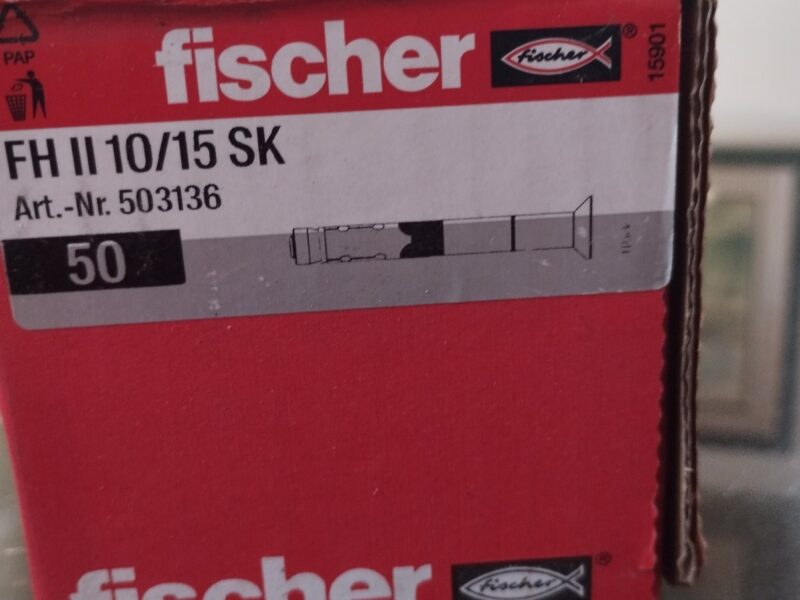 PAP
fischer
fischer
®
15901
FH II 10/15 SK
Art.-Nr. 503136
50
fischer
fischer
®